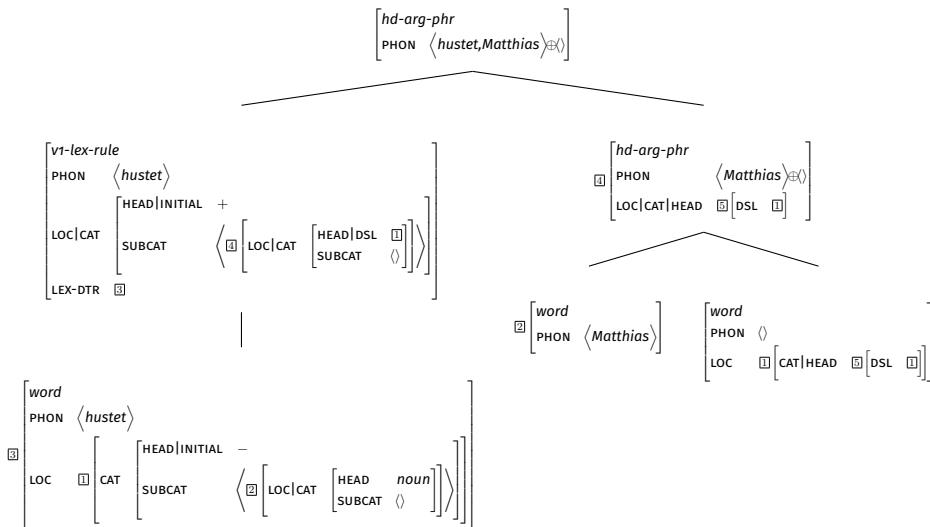 hd-arg-phr
PHON ⟨hustet,Matthias⟩⊕⟨⟩
v1-lex-rule
PHON ⟨hustet⟩
HEAD|INITIAL +
LOC|CAT SUBCAT ⟨4 LOC|CAT HEAD|DSL 1
SUBCAT ⟨⟩⟩
LEX-DTR 3
4 hd-arg-phr
PHON ⟨Matthias⟩⊕⟨⟩
LOC|CAT|HEAD 5[DSL 1]
2 word
PHON ⟨Matthias⟩
word
PHON ⟨⟩
LOC 1[CAT|HEAD 5[DSL 1]]
3 word
PHON ⟨hustet⟩
HEAD|INITIAL −
LOC 1 CAT SUBCAT ⟨2 LOC|CAT HEAD noun
SUBCAT ⟨⟩⟩